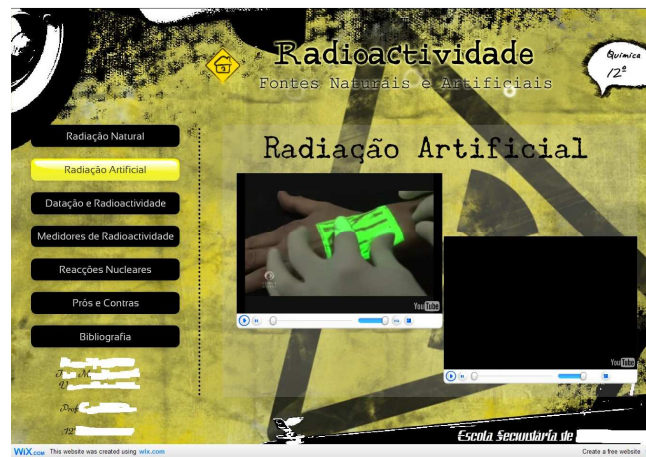 Radioactividade
Fontes Naturais e Artificiais
Química
12º
Radiação Natural
Radiação Artificial
Datação e Radioactividade
Medidores de Radioactividade
Reacções Nucleares
Prós e Contras
Bibliografia
Radiação Artificial
YouTube
YouTube
Prof
12
Escola Secundária de
WiX.com This website was created using wix.com
Create a free website